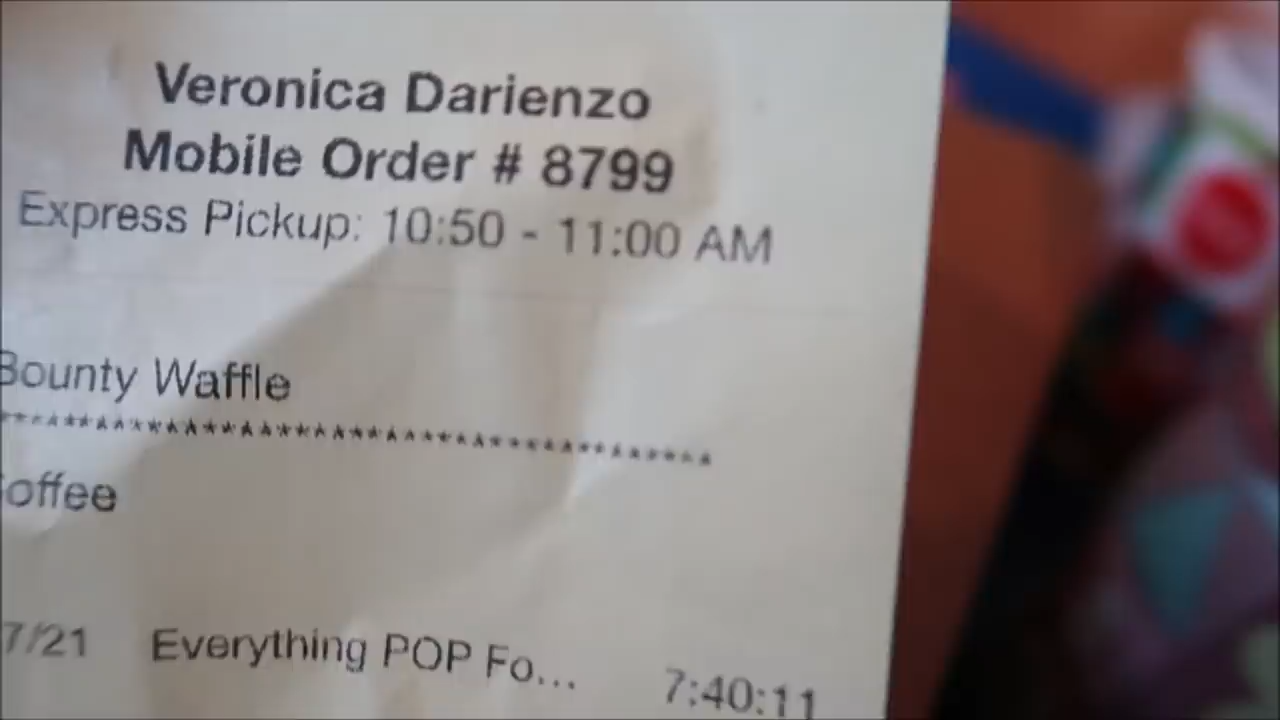 Veronica Darienzo
Mobile Order # 8799
Express Pickup: 10:50 - 11:00 AM
Bounty Waffle
************************************
offee
7/21 Everything POP Fo... 7:40:11